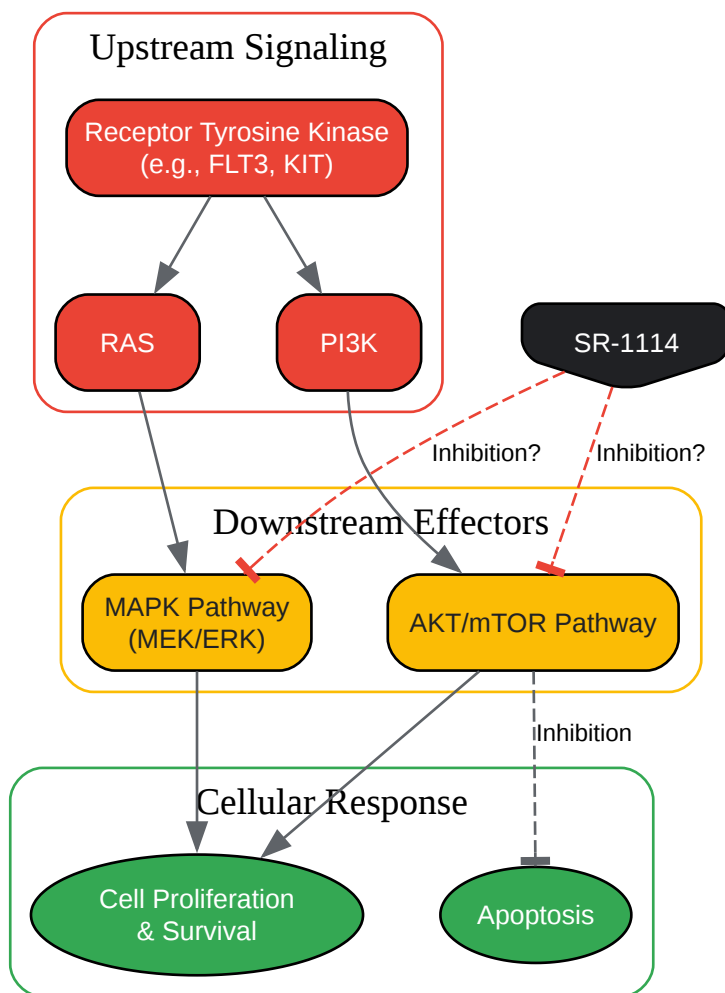 Upstream Signaling
Receptor Tyrosine Kinase
(e.g., FLT3, KIT)
RAS
PI3K
SR-1114
Inhibition?
Inhibition?
Downstream Effectors
MAPK Pathway
(MEK/ERK)
AKT/mTOR Pathway
Inhibition
Cellular Response
Cell Proliferation
& Survival
Apoptosis